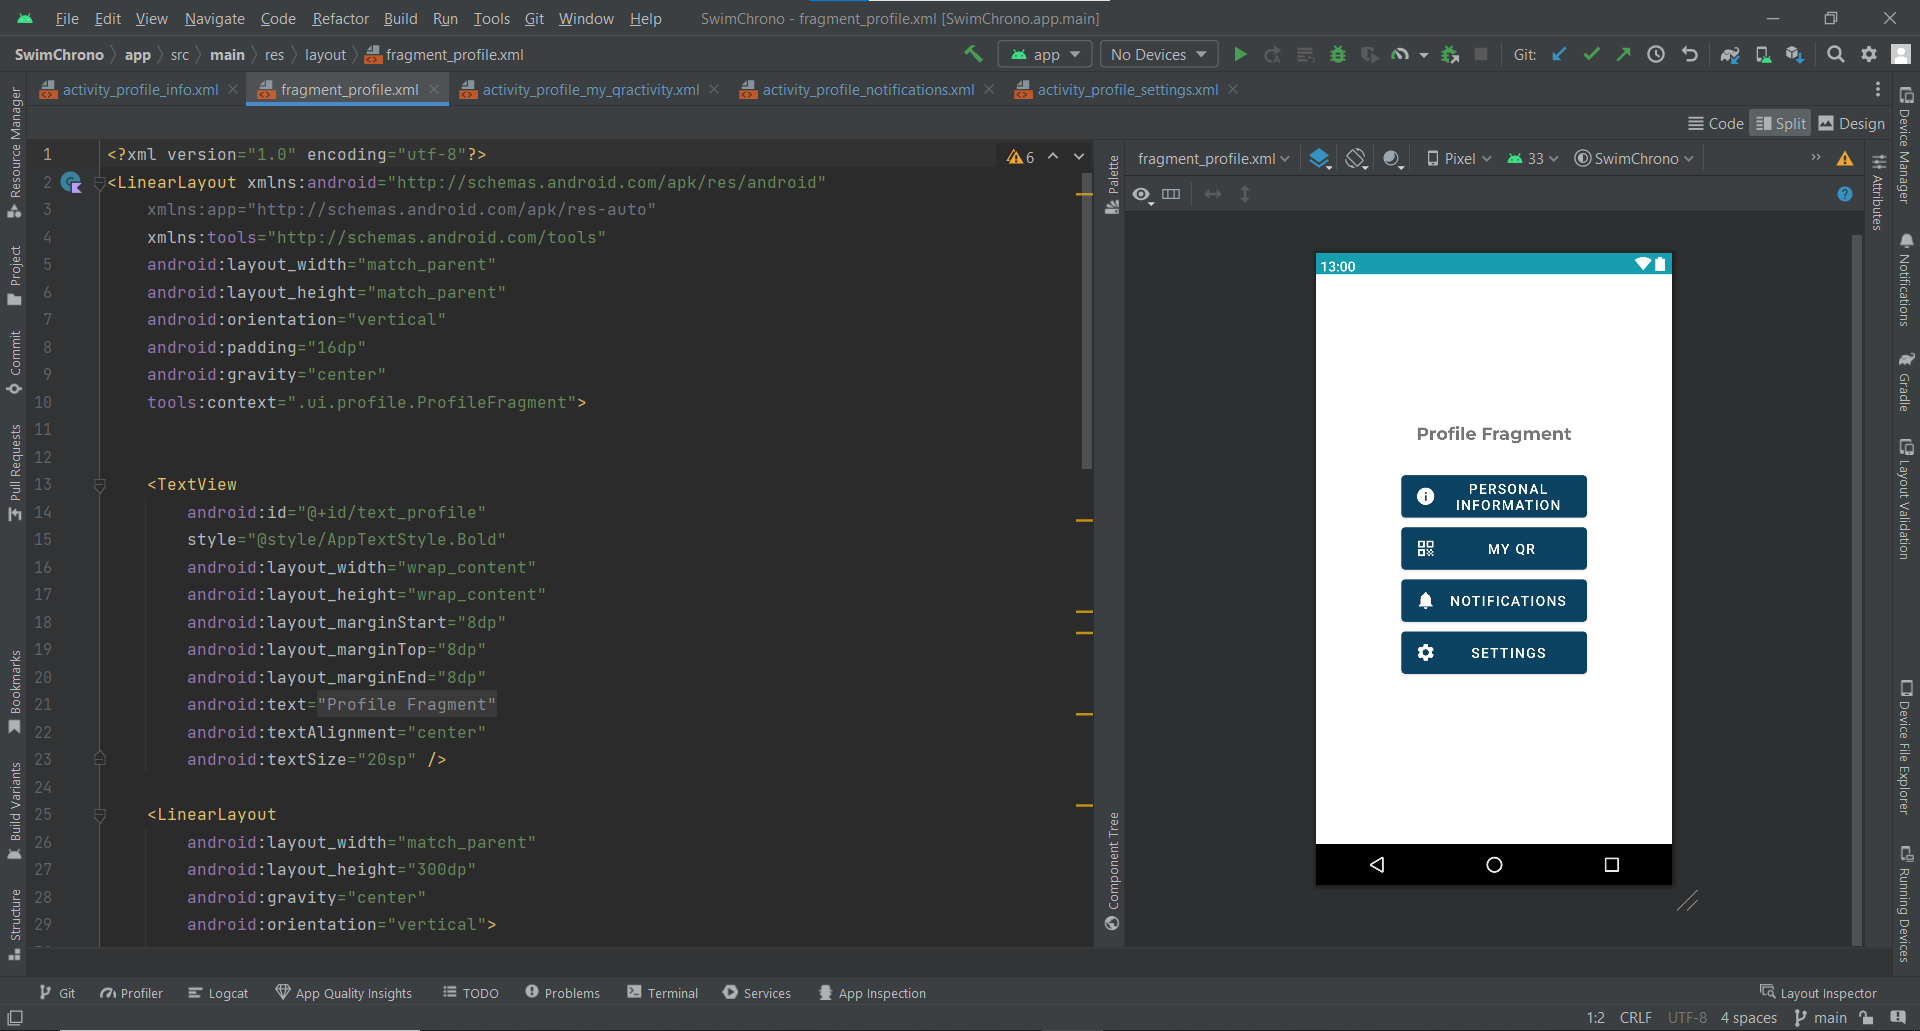 File Edit View Navigate Code Refactor Build Run Tools Git Window Help SwimChrono - fragment_profile.xml [SwimChrono.app.main]
SwimChrono app src main res layout fragment_profile.xml app No Devices Git:
activity_profile_info.xml fragment_profile.xml activity_profile_my_qractivity.xml activity_profile_notifications.xml activity_profile_settings.xml
Code Split Design
Resource Manager
Project
Commit
Pull Requests
Bookmarks
Build Variants
Structure
1 <?xml version="1.0" encoding="utf-8"?>
2 <LinearLayout xmlns:android="http://schemas.android.com/apk/res/android"
3 xmlns:app="http://schemas.android.com/apk/res-auto"
4 xmlns:tools="http://schemas.android.com/tools"
5 android:layout_width="match_parent"
6 android:layout_height="match_parent"
7 android:orientation="vertical"
8 android:padding="16dp"
9 android:gravity="center"
10 tools:context=".ui.profile.ProfileFragment">
11
12
13 <TextView
14 android:id="@+id/text_profile"
15 style="@style/AppTextStyle.Bold"
16 android:layout_width="wrap_content"
17 android:layout_height="wrap_content"
18 android:layout_marginStart="8dp"
19 android:layout_marginTop="8dp"
20 android:layout_marginEnd="8dp"
21 android:text="Profile Fragment"
22 android:textAlignment="center"
23 android:textSize="20sp" />
24
25 <LinearLayout
26 android:layout_width="match_parent"
27 android:layout_height="300dp"
28 android:gravity="center"
29 android:orientation="vertical">
6
Palette
Component Tree
fragment_profile.xml Pixel 33 SwimChrono
13:00
Profile Fragment
PERSONAL
INFORMATION
MY QR
NOTIFICATIONS
SETTINGS
Attributes
Device Manager
Notifications
Gradle
Layout Validation
Device File Explorer
Running Devices
Git Profiler Logcat App Quality Insights TODO Problems Terminal Services App Inspection Layout Inspector
1:2 CRLF UTF-8 4 spaces main